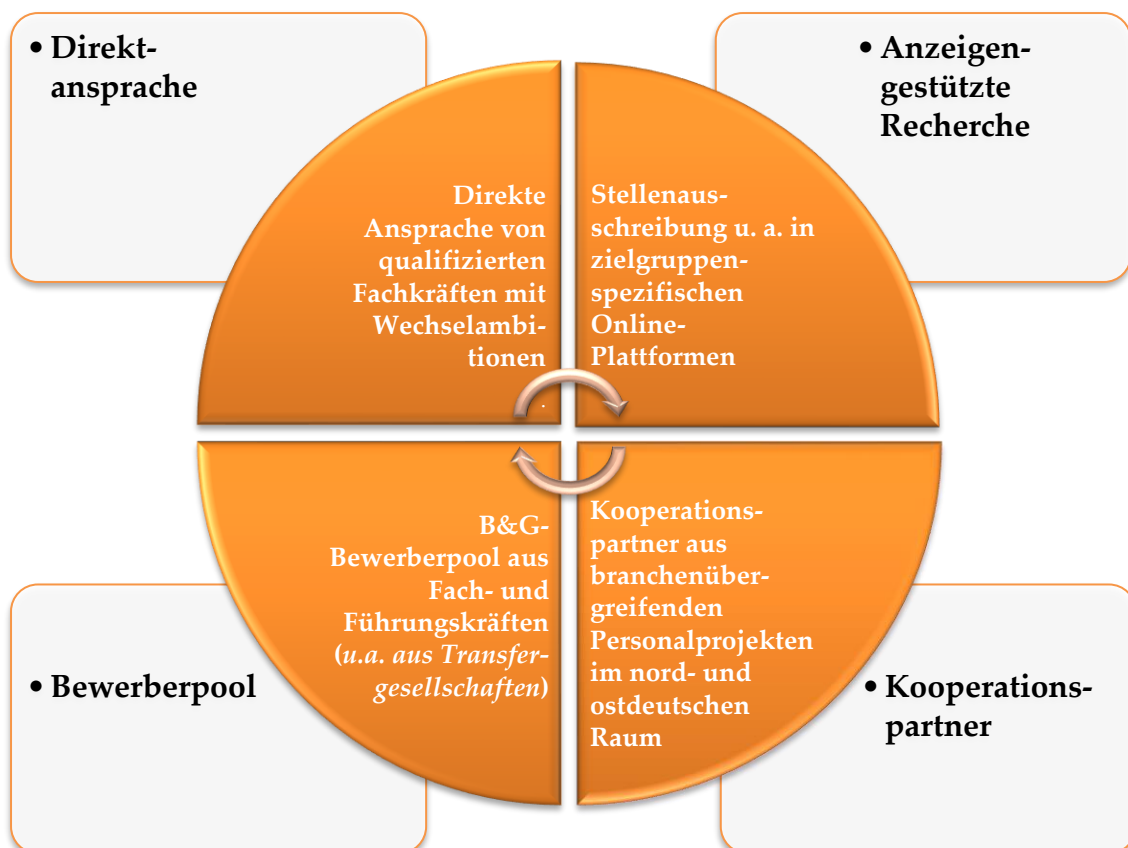 • Direkt-
ansprache
• Anzeigen-
gestützte
Recherche
Direkte
Ansprache von
qualifizierten
Fachkräften mit
Wechselambi-
tionen
.
Stellenaus-
schreibung u. a. in
zielgruppen-
spezifischen
Online-
Plattformen
B&G-
Bewerberpool aus
Fach- und
Führungskräften
(u.a. aus Transfer-
gesellschaften)
Kooperations-
partner aus
branchenüber-
greifenden
Personalprojekten
im nord- und
ostdeutschen
Raum
• Bewerberpool
• Kooperations-
partner